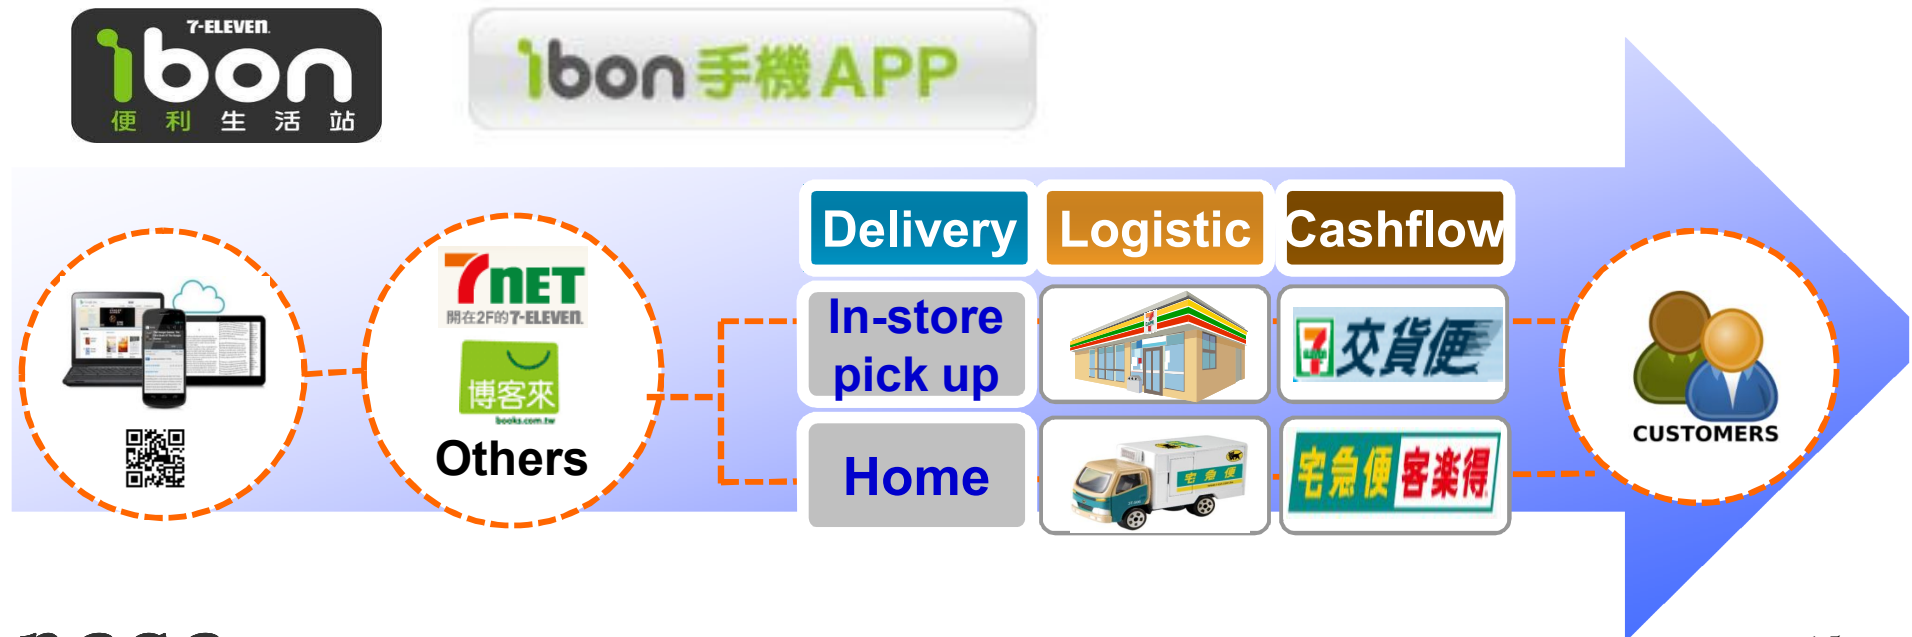 7-ELEVEN
ibon
便利生活站
ibon手機APP
7NET
開在2F的7-ELEVEN
博客來
books.com.tw
Others
Delivery
Logistic
Cashflow
In-store
pick up
7
ELEVEN
交貨便
Home
宅急便
宅急便
客楽得
CUSTOMERS